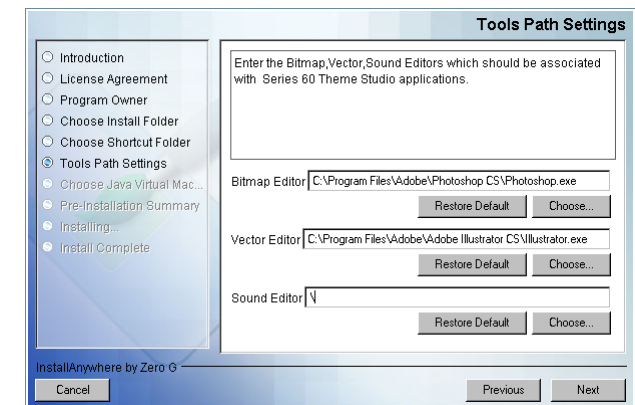 Tools Path Settings
Introduction
License Agreement
Program Owner
Choose Install Folder
Choose Shortcut Folder
Tools Path Settings
Choose Java Virtual Mac...
Pre-Installation Summary
Installing...
Install Complete
Enter the Bitmap,Vector,Sound Editors which should be associated
with Series 60 Theme Studio applications.
Bitmap Editor C:\Program Files\Adobe\Photoshop CS\Photoshop.exe
Restore Default Choose...
Vector Editor C:\Program Files\Adobe\Adobe Illustrator CS\Illustrator.exe
Restore Default Choose...
Sound Editor \
Restore Default Choose...
InstallAnywhere by Zero G
Cancel Previous Next